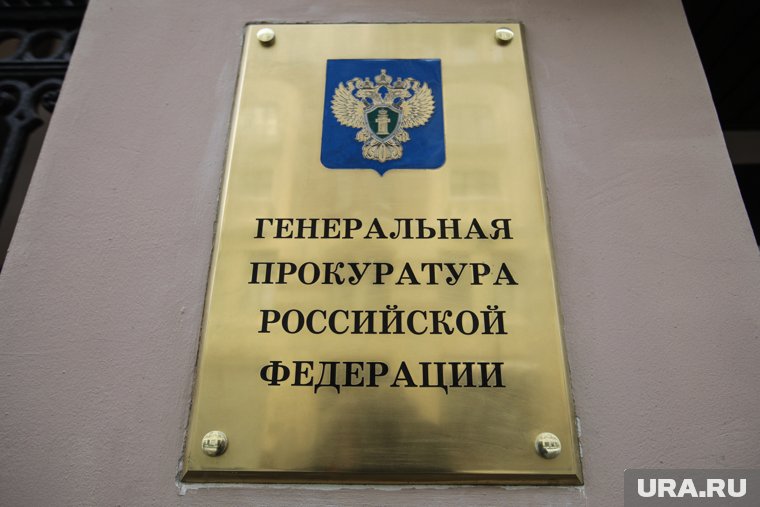 ГЕНЕРАЛЬНАЯ
ПРОКУРАТУРА
РОССИЙСКОЙ
ФЕДЕРАЦИИ
URA.RU